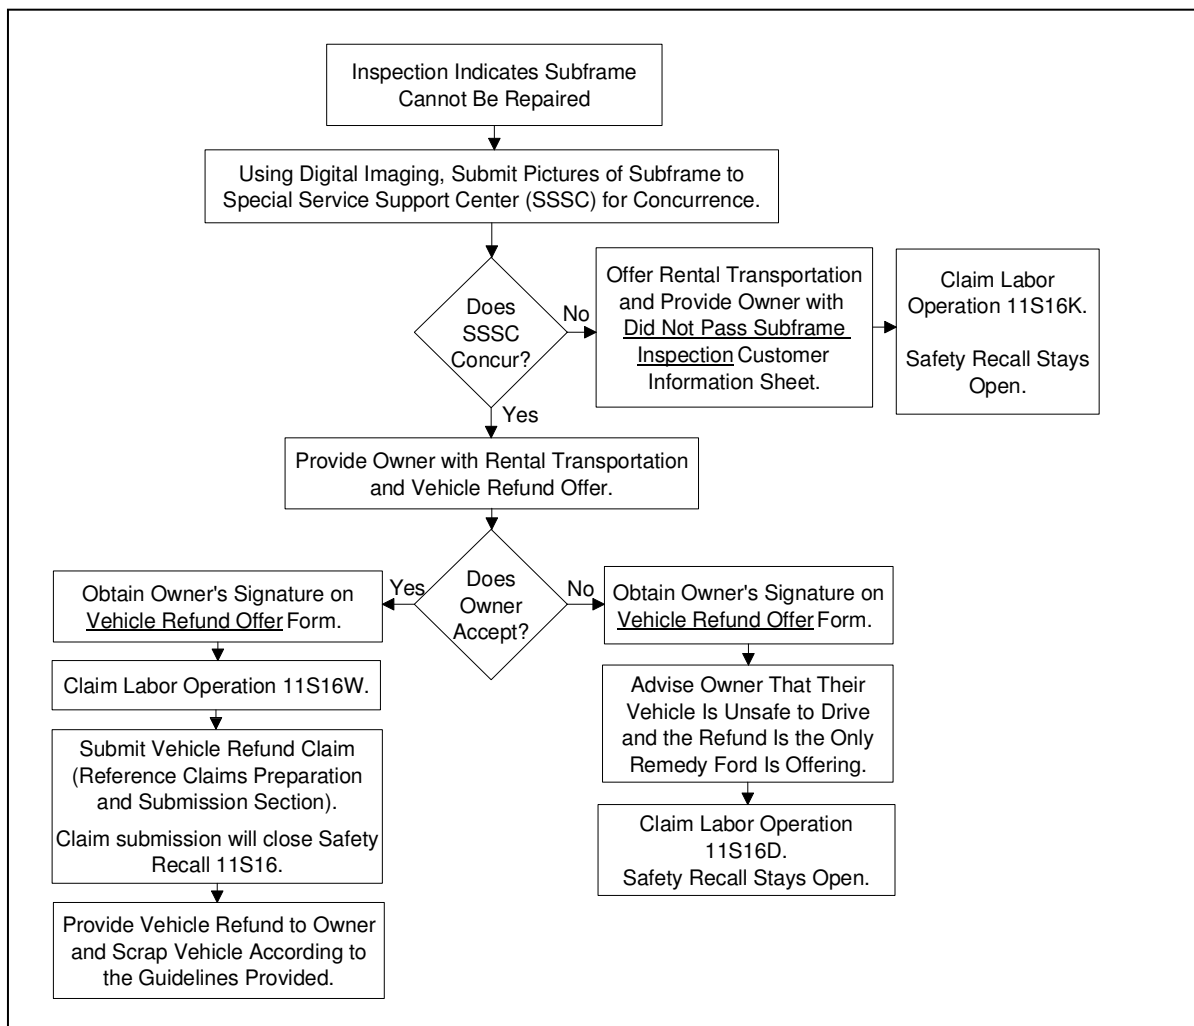 Inspection Indicates Subframe
Cannot Be Repaired
Using Digital Imaging, Submit Pictures of Subframe to
Special Service Support Center (SSSC) for Concurrence.
Does
SSSC
Concur?
No
Offer Rental Transportation
and Provide Owner with
Did Not Pass Subframe
Inspection Customer
Information Sheet.
Claim Labor
Operation 11S16K.
Safety Recall Stays
Open.
Yes
Provide Owner with Rental Transportation
and Vehicle Refund Offer.
Does
Owner
Accept?
Yes
Obtain Owner's Signature on
Vehicle Refund Offer Form.
Claim Labor Operation 11S16W.
Submit Vehicle Refund Claim
(Reference Claims Preparation
and Submission Section).
Claim submission will close Safety
Recall 11S16.
Provide Vehicle Refund to Owner
and Scrap Vehicle According to
the Guidelines Provided.
No
Obtain Owner's Signature on
Vehicle Refund Offer Form.
Advise Owner That Their
Vehicle Is Unsafe to Drive
and the Refund Is the Only
Remedy Ford Is Offering.
Claim Labor Operation
11S16D.
Safety Recall Stays Open.